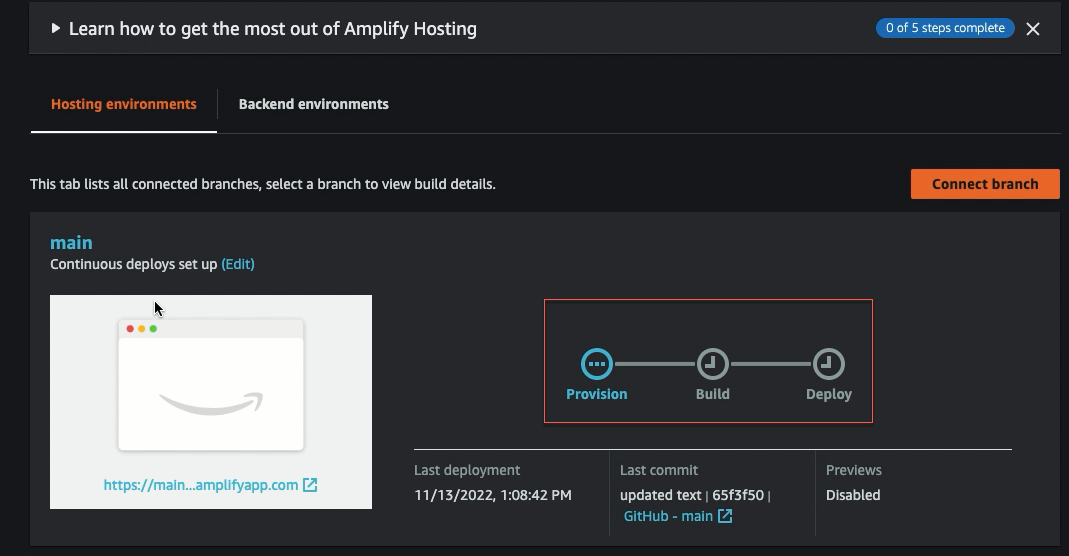 Learn how to get the most out of Amplify Hosting
0 of 5 steps complete
Hosting environments
Backend environments
This tab lists all connected branches, select a branch to view build details.
Connect branch
main
Continuous deploys set up (Edit)
Provision
Build
Deploy
https://main...amplifyapp.com
Last deployment
11/13/2022, 1:08:42 PM
Last commit
updated text | 65f3f50 |
GitHub - main
Previews
Disabled